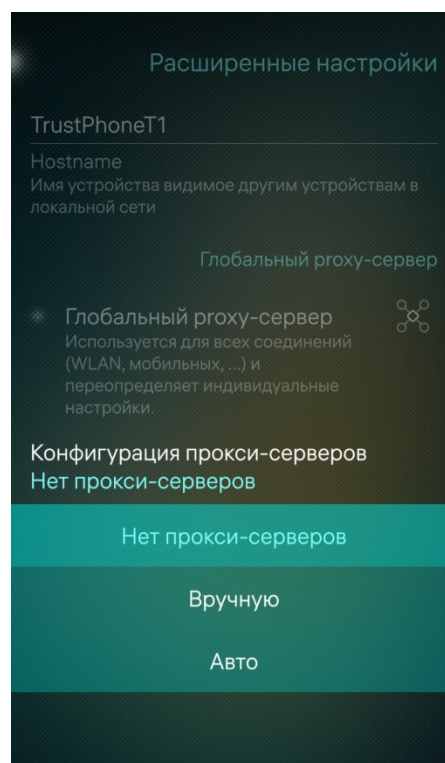 Расширенные настройки
TrustPhoneT1
Hostname
Имя устройства видимое другим устройствам в
локальной сети
Глобальный proxy-сервер
Глобальный proxy-сервер
Используется для всех соединений
(WLAN, мобильных, ...) и
переопределяет индивидуальные
настройки.
Конфигурация прокси-серверов
Нет прокси-серверов
Нет прокси-серверов
Вручную
Авто